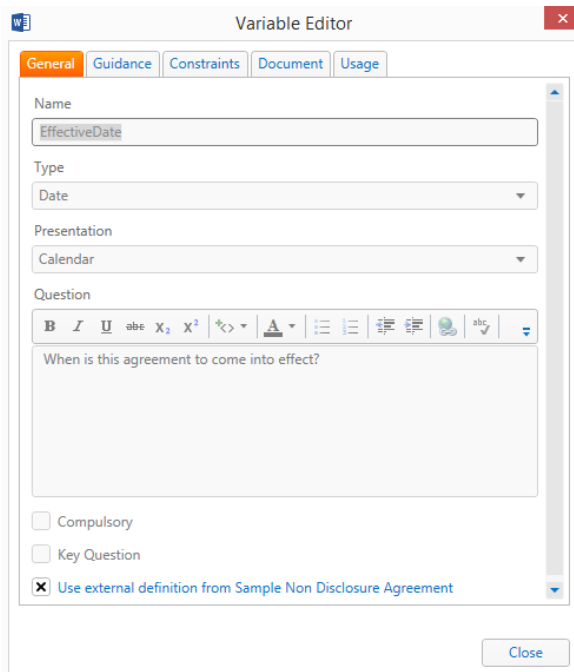 Variable Editor
General Guidance Constraints Document Usage
Name
EffectiveDate
Type
Date
Presentation
Calendar
Question
B I U abc X₂ X² A abc
When is this agreement to come into effect?
Compulsory
Key Question
Use external definition from Sample Non Disclosure Agreement
Close